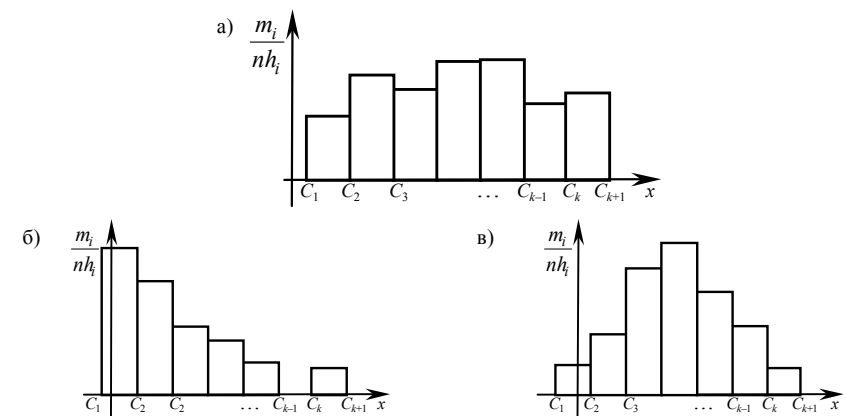 а) m_i
nh_i
C_1 C_2 C_3 … C_{k–1} C_k C_{k+1} x
б) m_i
nh_i
C_1 C_2 C_2 … C_{k–1} C_k C_{k+1} x
в) m_i
nh_i
C_1 C_2 C_3 … C_{k–1} C_k C_{k+1} x